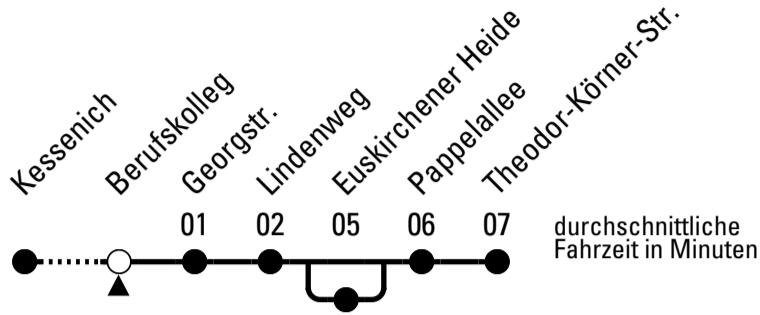 Kessenich
Berufskolleg
Georgstr.
Lindenweg
Euskirchener Heide
Pappelallee
Theodor-Körner-Str.
01 02 05 06 07
durchschnittliche
Fahrzeit in Minuten